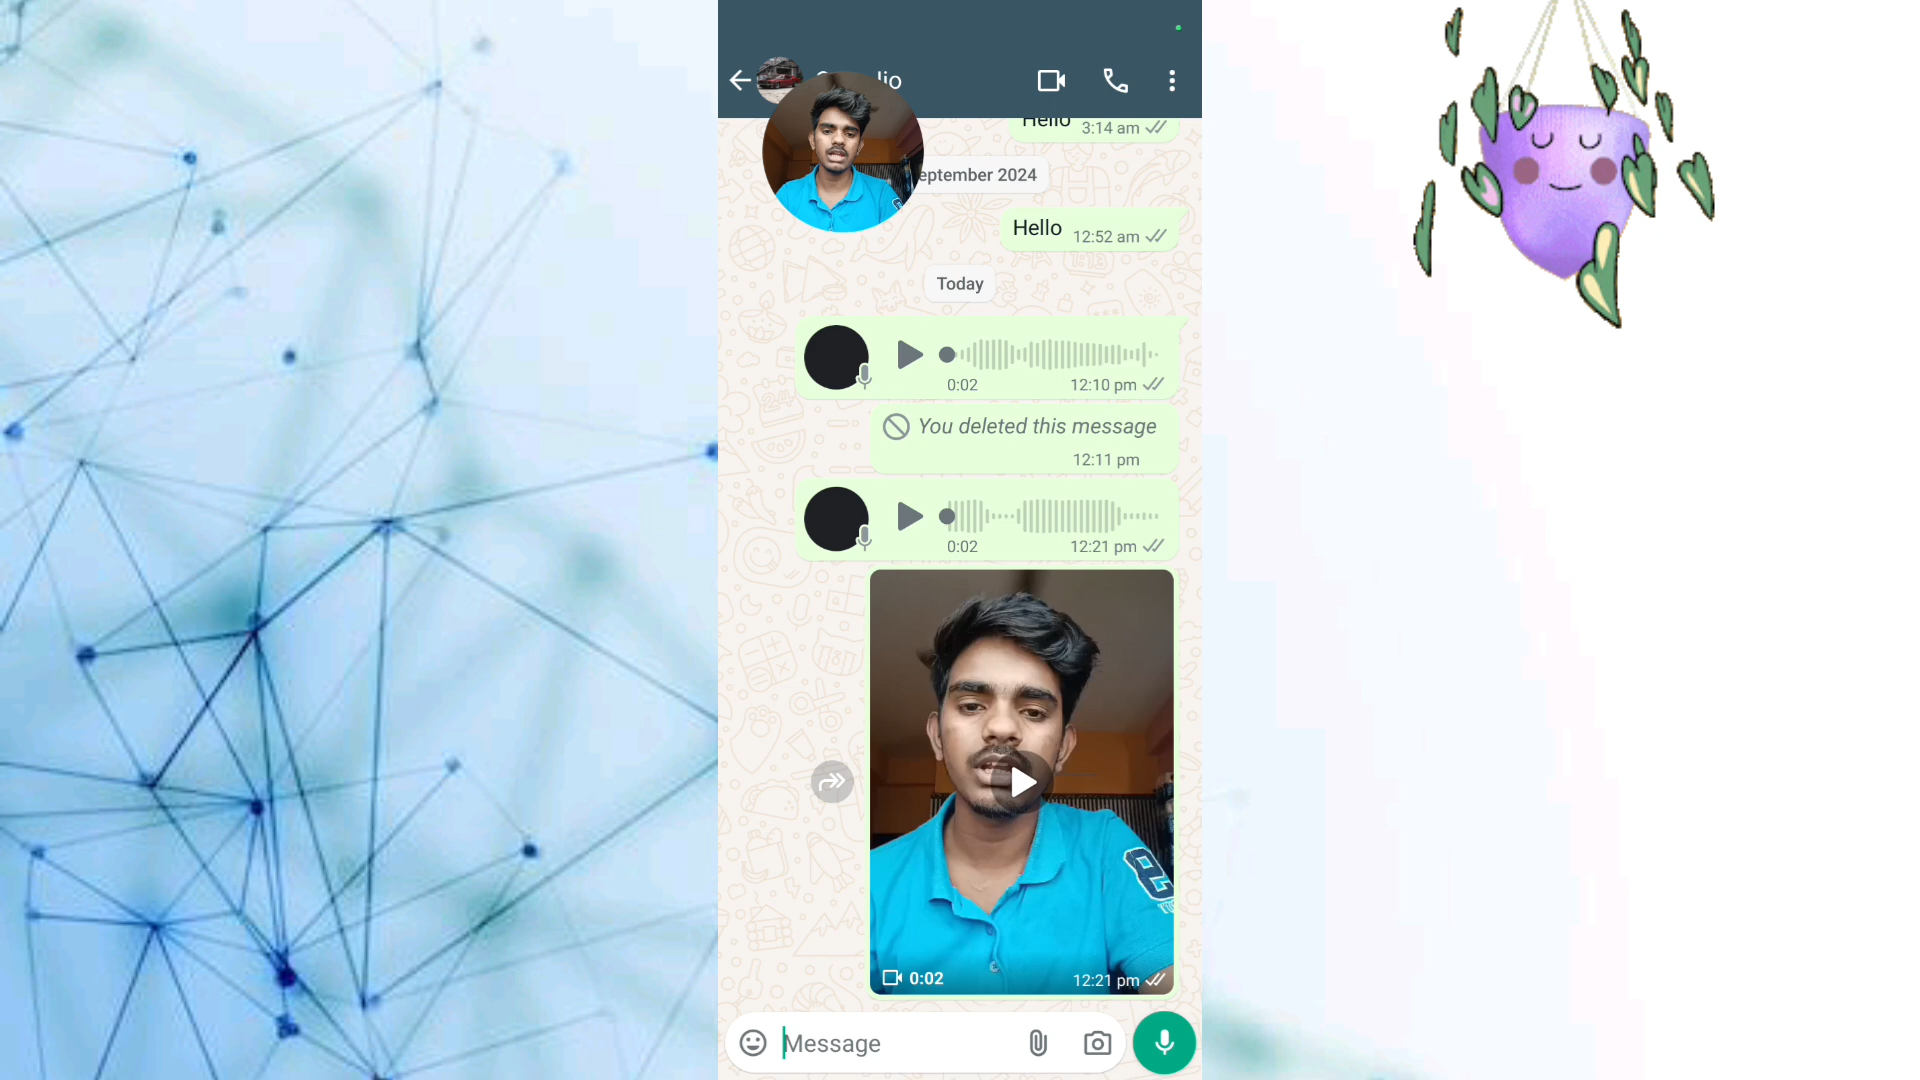 lio
Hello 3:14 am
eptember 2024
Hello 12:52 am
Today
0:02 12:10 pm
You deleted this message
12:11 pm
0:02 12:21 pm
0:02 12:21 pm
Message